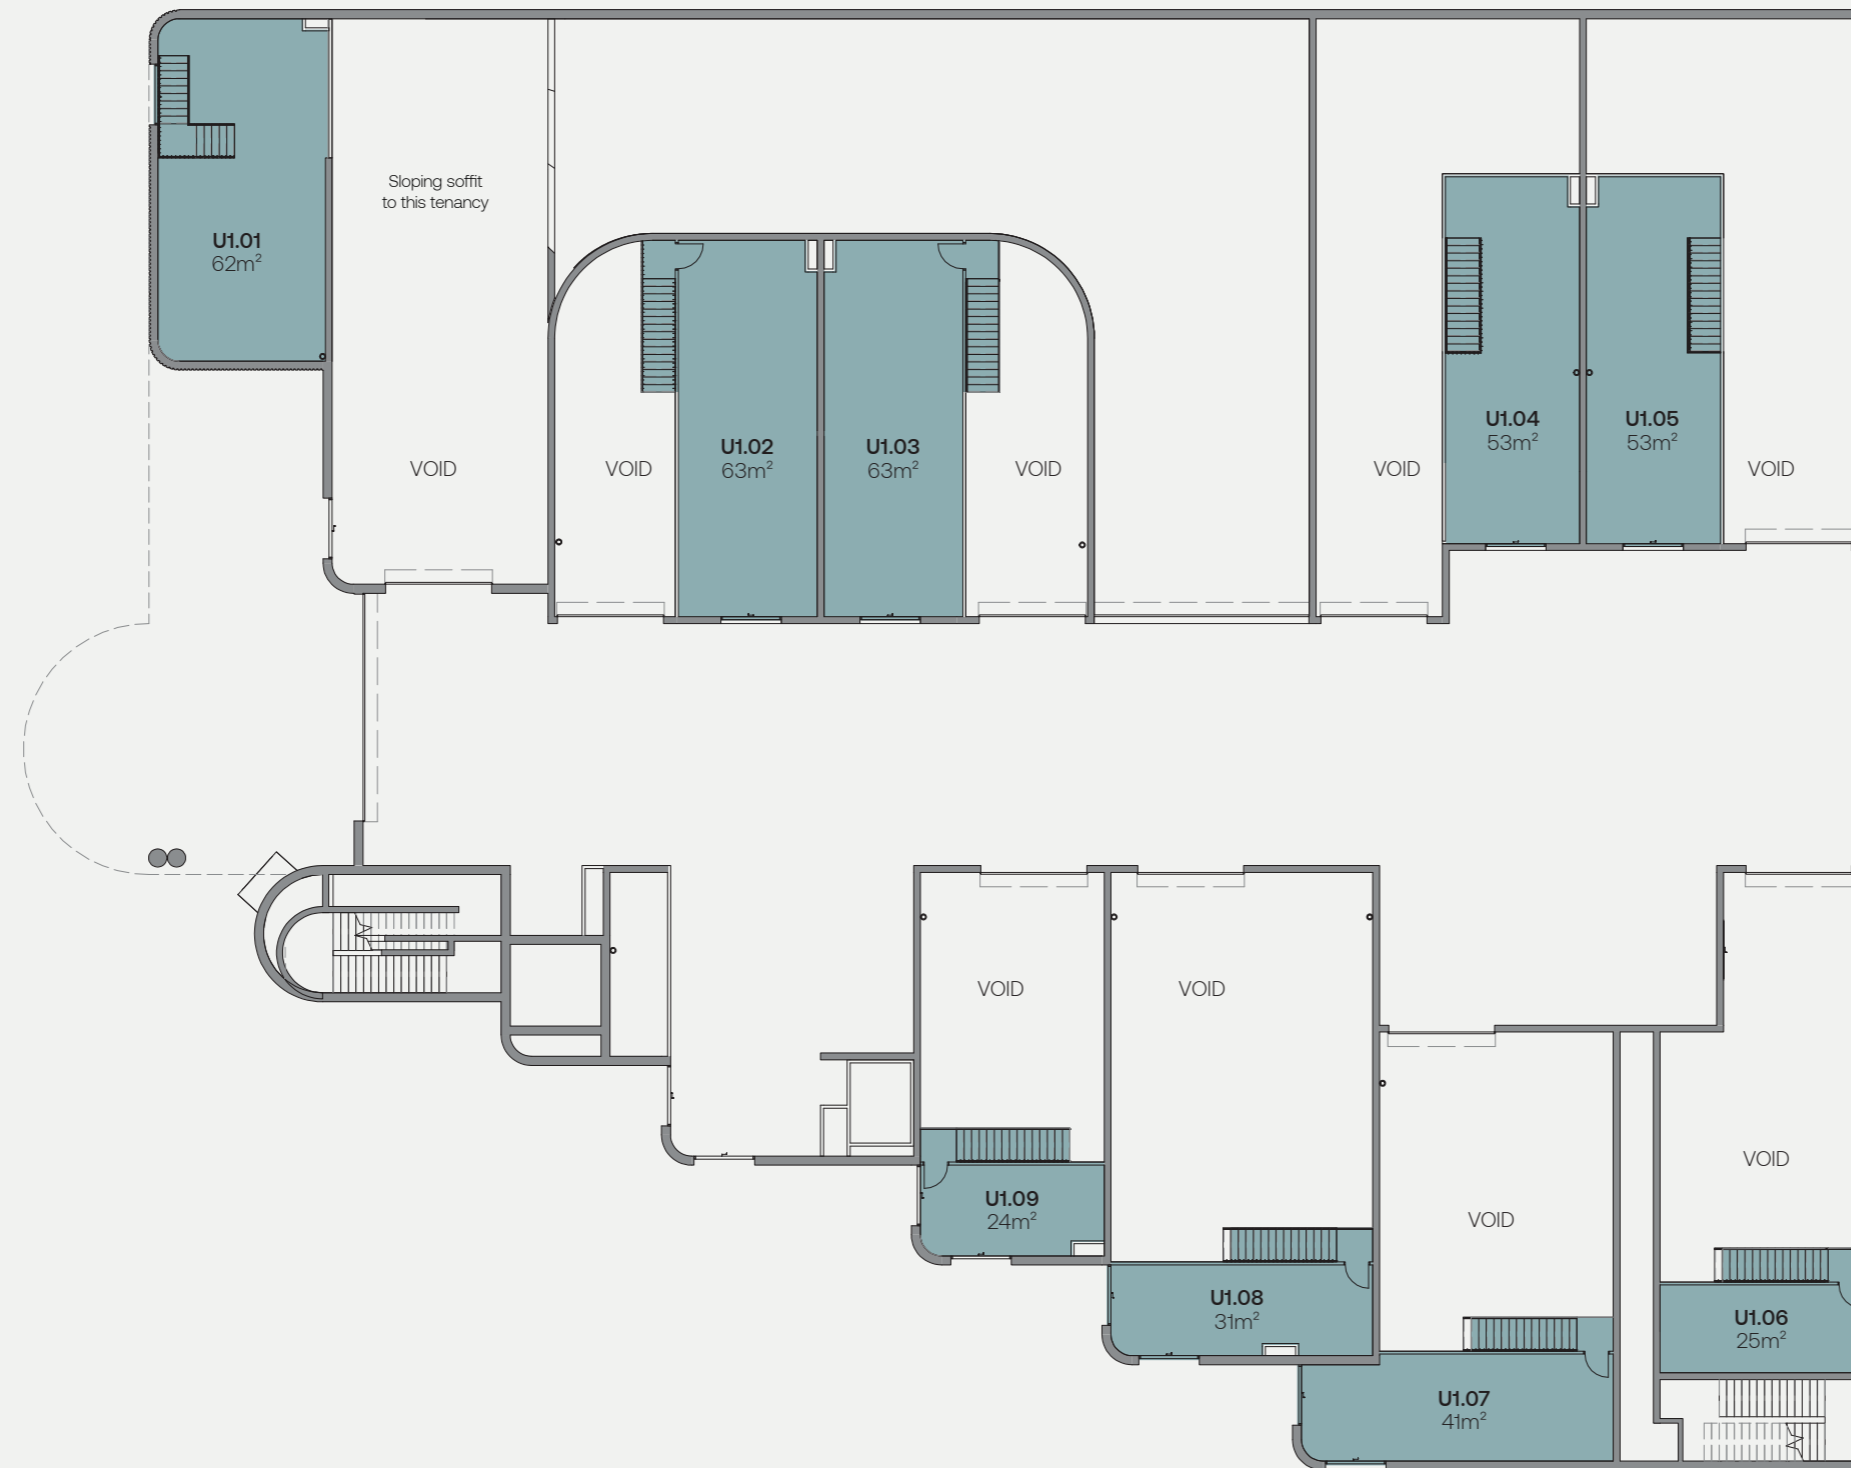 Sloping soffit
to this tenancy
U1.01
62m²
VOID
VOID
U1.02
63m²
U1.03
63m²
VOID
VOID
U1.04
53m²
U1.05
53m²
VOID
VOID
VOID
VOID
VOID
U1.09
24m²
U1.08
31m²
U1.06
25m²
U1.07
41m²